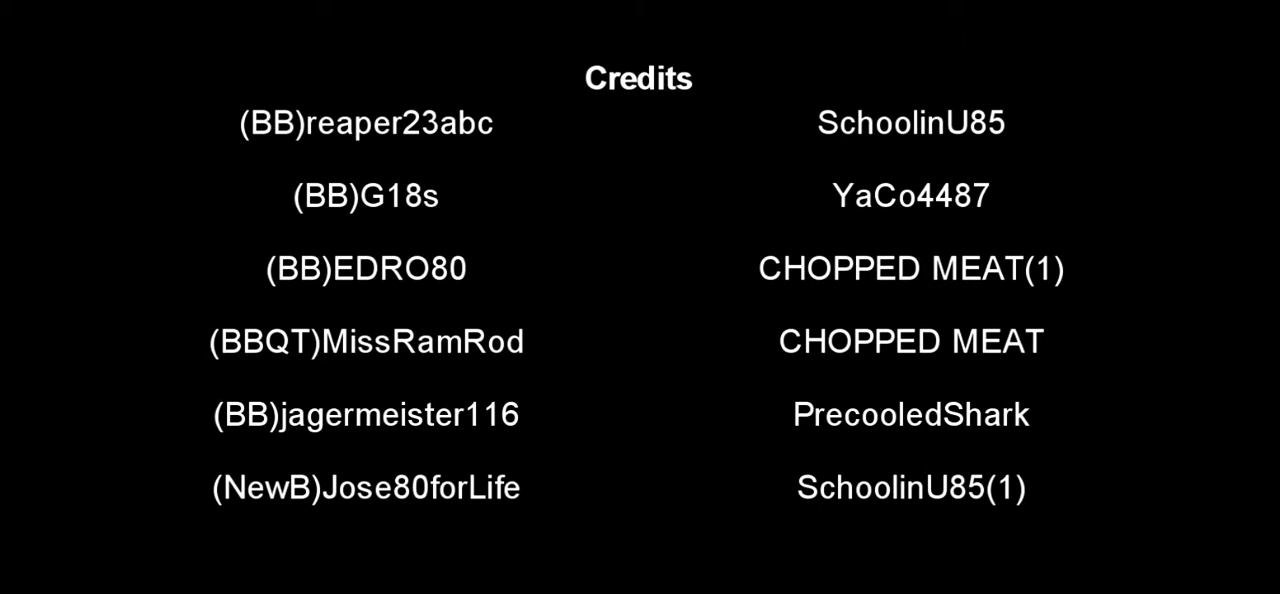 Credits
(BB)reaper23abc SchoolinU85
(BB)G18s YaCo4487
(BB)EDRO80 CHOPPED MEAT(1)
(BBQT)MissRamRod CHOPPED MEAT
(BB)jagermeister116 PrecooledShark
(NewB)Jose80forLife SchoolinU85(1)